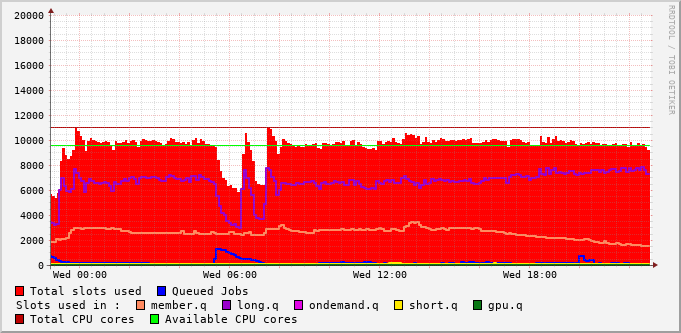 20000
18000
16000
14000
12000
10000
8000
6000
4000
2000
0
Wed 00:00 Wed 06:00 Wed 12:00 Wed 18:00
RRDTOOL / TOBI OETIKER
Total slots used Queued Jobs
Slots used in : member.q long.q ondemand.q short.q gpu.q
Total CPU cores Available CPU cores